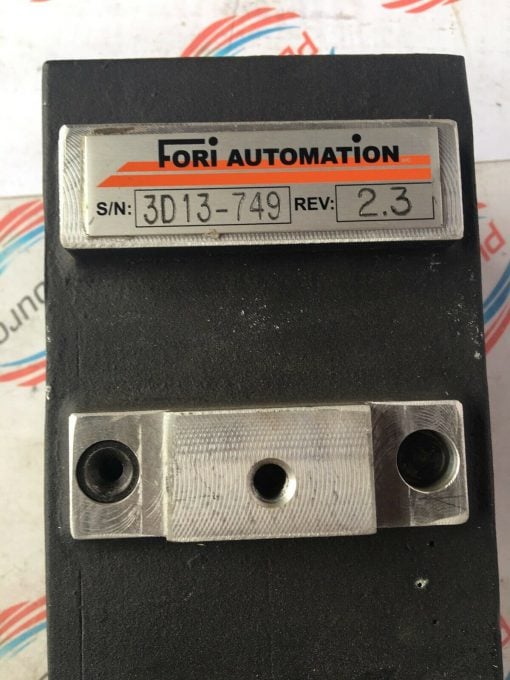 FORI AUTOMATION
S/N: 3D13-749 REV: 2.3